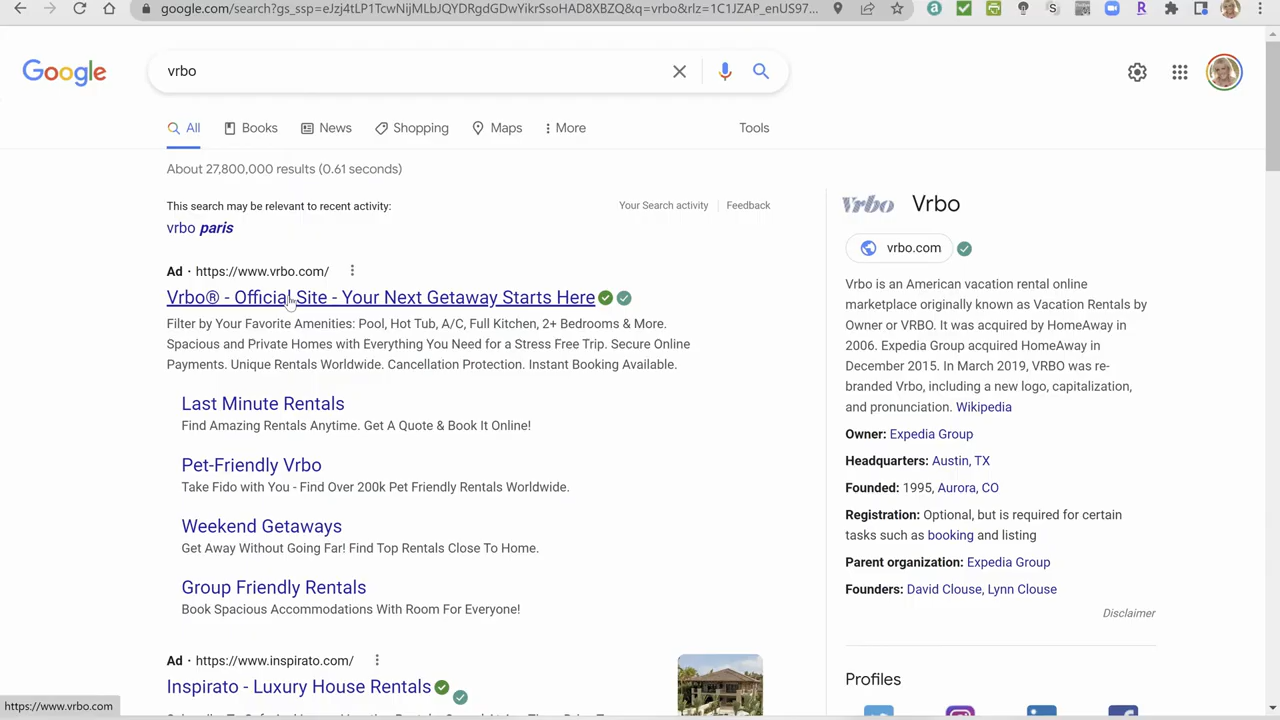 google.com/search?gs_ssp=eJzj4tLP1TcwNijMLbJQYDRgdGDwYikrSsoHAD8XBZQ&q=vrbo&rlz=1C1JZAP_enUS97...
Google
vrbo
All
Books
News
Shopping
Maps
More
Tools
About 27,800,000 results (0.61 seconds)
This search may be relevant to recent activity:
Your Search activity
Feedback
vrbo paris
Ad · https://www.vrbo.com/
Vrbo® - Official Site - Your Next Getaway Starts Here
Filter by Your Favorite Amenities: Pool, Hot Tub, A/C, Full Kitchen, 2+ Bedrooms & More.
Spacious and Private Homes with Everything You Need for a Stress Free Trip. Secure Online
Payments. Unique Rentals Worldwide. Cancellation Protection. Instant Booking Available.
Last Minute Rentals
Find Amazing Rentals Anytime. Get A Quote & Book It Online!
Pet-Friendly Vrbo
Take Fido with You - Find Over 200k Pet Friendly Rentals Worldwide.
Weekend Getaways
Get Away Without Going Far! Find Top Rentals Close To Home.
Group Friendly Rentals
Book Spacious Accommodations With Room For Everyone!
Ad · https://www.inspirato.com/
Inspirato - Luxury House Rentals
https://www.vrbo.com
Vrbo
Vrbo
vrbo.com
Vrbo is an American vacation rental online
marketplace originally known as Vacation Rentals by
Owner or VRBO. It was acquired by HomeAway in
2006. Expedia Group acquired HomeAway in
December 2015. In March 2019, VRBO was re-
branded Vrbo, including a new logo, capitalization,
and pronunciation. Wikipedia
Owner: Expedia Group
Headquarters: Austin, TX
Founded: 1995, Aurora, CO
Registration: Optional, but is required for certain
tasks such as booking and listing
Parent organization: Expedia Group
Founders: David Clouse, Lynn Clouse
Disclaimer
Profiles